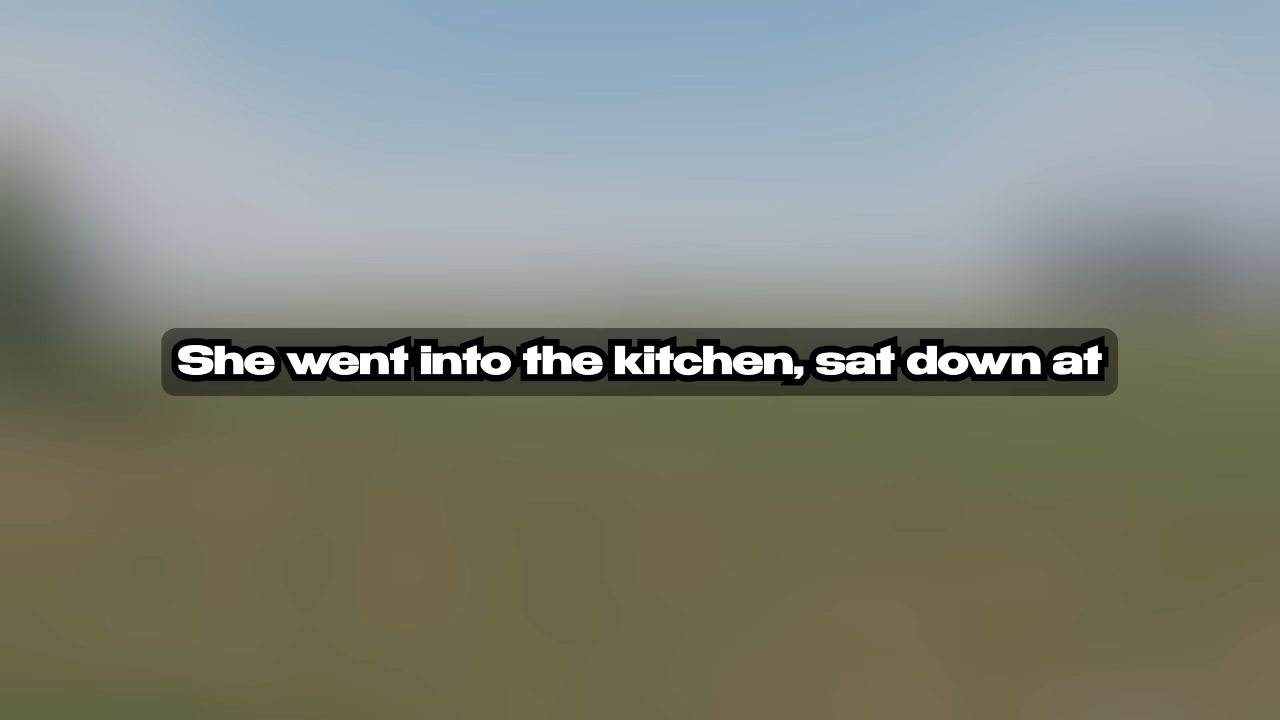 She went into the kitchen, sat down at